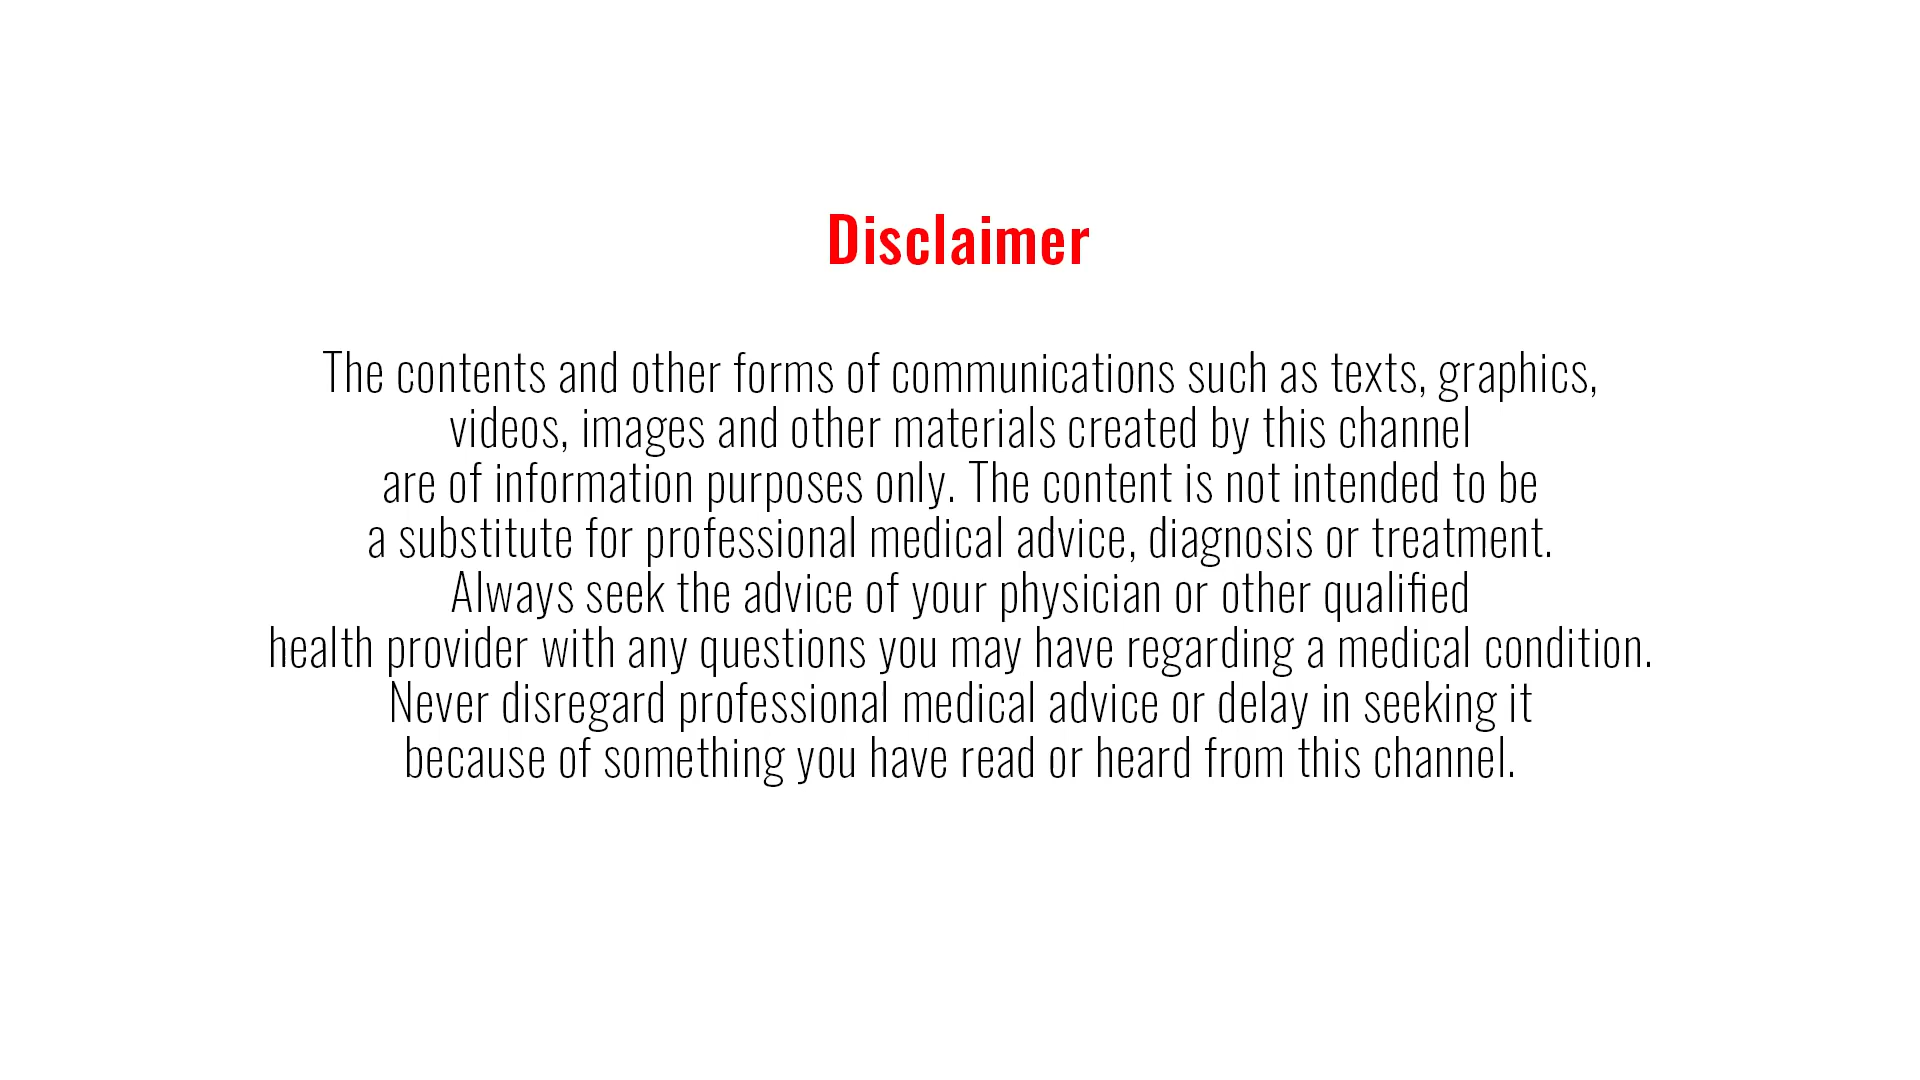 Disclaimer
The contents and other forms of communications such as texts, graphics,
videos, images and other materials created by this channel
are of information purposes only. The content is not intended to be
a substitute for professional medical advice, diagnosis or treatment.
Always seek the advice of your physician or other qualified
health provider with any questions you may have regarding a medical condition.
Never disregard professional medical advice or delay in seeking it
because of something you have read or heard from this channel.